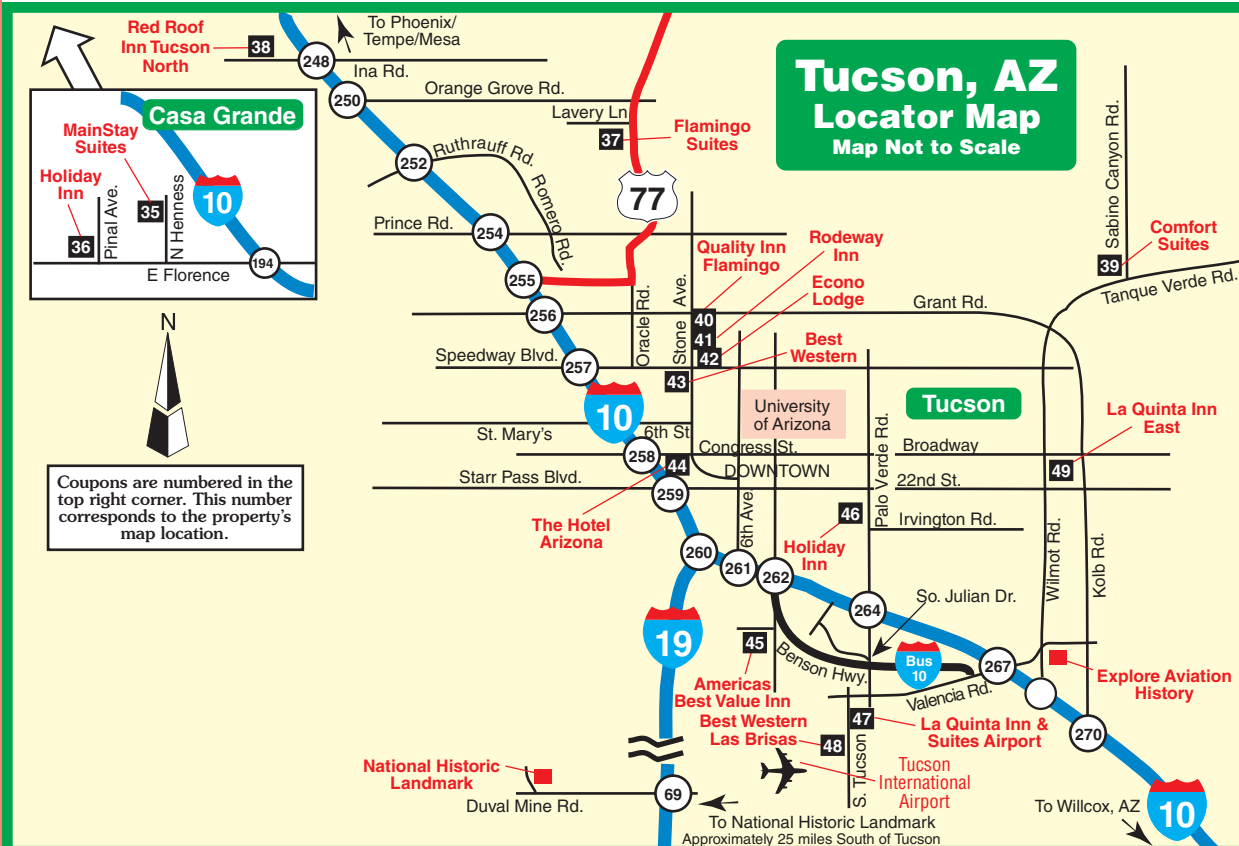 Red Roof
Inn Tucson
North
38
To Phoenix/
Tempe/Mesa
248
Ina Rd.
250
Orange Grove Rd.
Lavery Ln
37
Flamingo
Suites
Tucson, AZ
Locator Map
Map Not to Scale
Casa Grande
MainStay
Suites
Holiday
Inn
35
36
Pinal Ave.
N Henness
10
194
E Florence
252
Ruthrauff Rd.
Romero Rd.
77
Prince Rd.
254
255
256
257
Quality Inn
Flamingo
Rodeway
Inn
Econo
Lodge
Sabino Canyon Rd.
Comfort
Suites
39
Tanque Verde Rd.
Grant Rd.
Oracle Rd.
Stone Ave.
40
41
42
43
Best
Western
Speedway Blvd.
N
10
University
of Arizona
Tucson
La Quinta Inn
East
St. Mary's
6th St
Congress St.
Broadway
258
44
DOWNTOWN
Palo Verde Rd.
49
Starr Pass Blvd.
259
22nd St.
Coupons are numbered in the
top right corner. This number
corresponds to the property's
map location.
The Hotel
Arizona
6th Ave.
46
Holiday
Inn
Irvington Rd.
Wilmot Rd.
Kolb Rd.
260
261
262
264
So. Julian Dr.
19
45
Benson Hwy.
Bus
10
267
Explore Aviation
History
Americas
Best Value Inn
Valencia Rd.
Best Western
Las Brisas
47
48
La Quinta Inn &
Suites Airport
270
S. Tucson
Tucson
International
Airport
National Historic
Landmark
Duval Mine Rd.
69
To National Historic Landmark
Approximately 25 miles South of Tucson
To Willcox, AZ
10